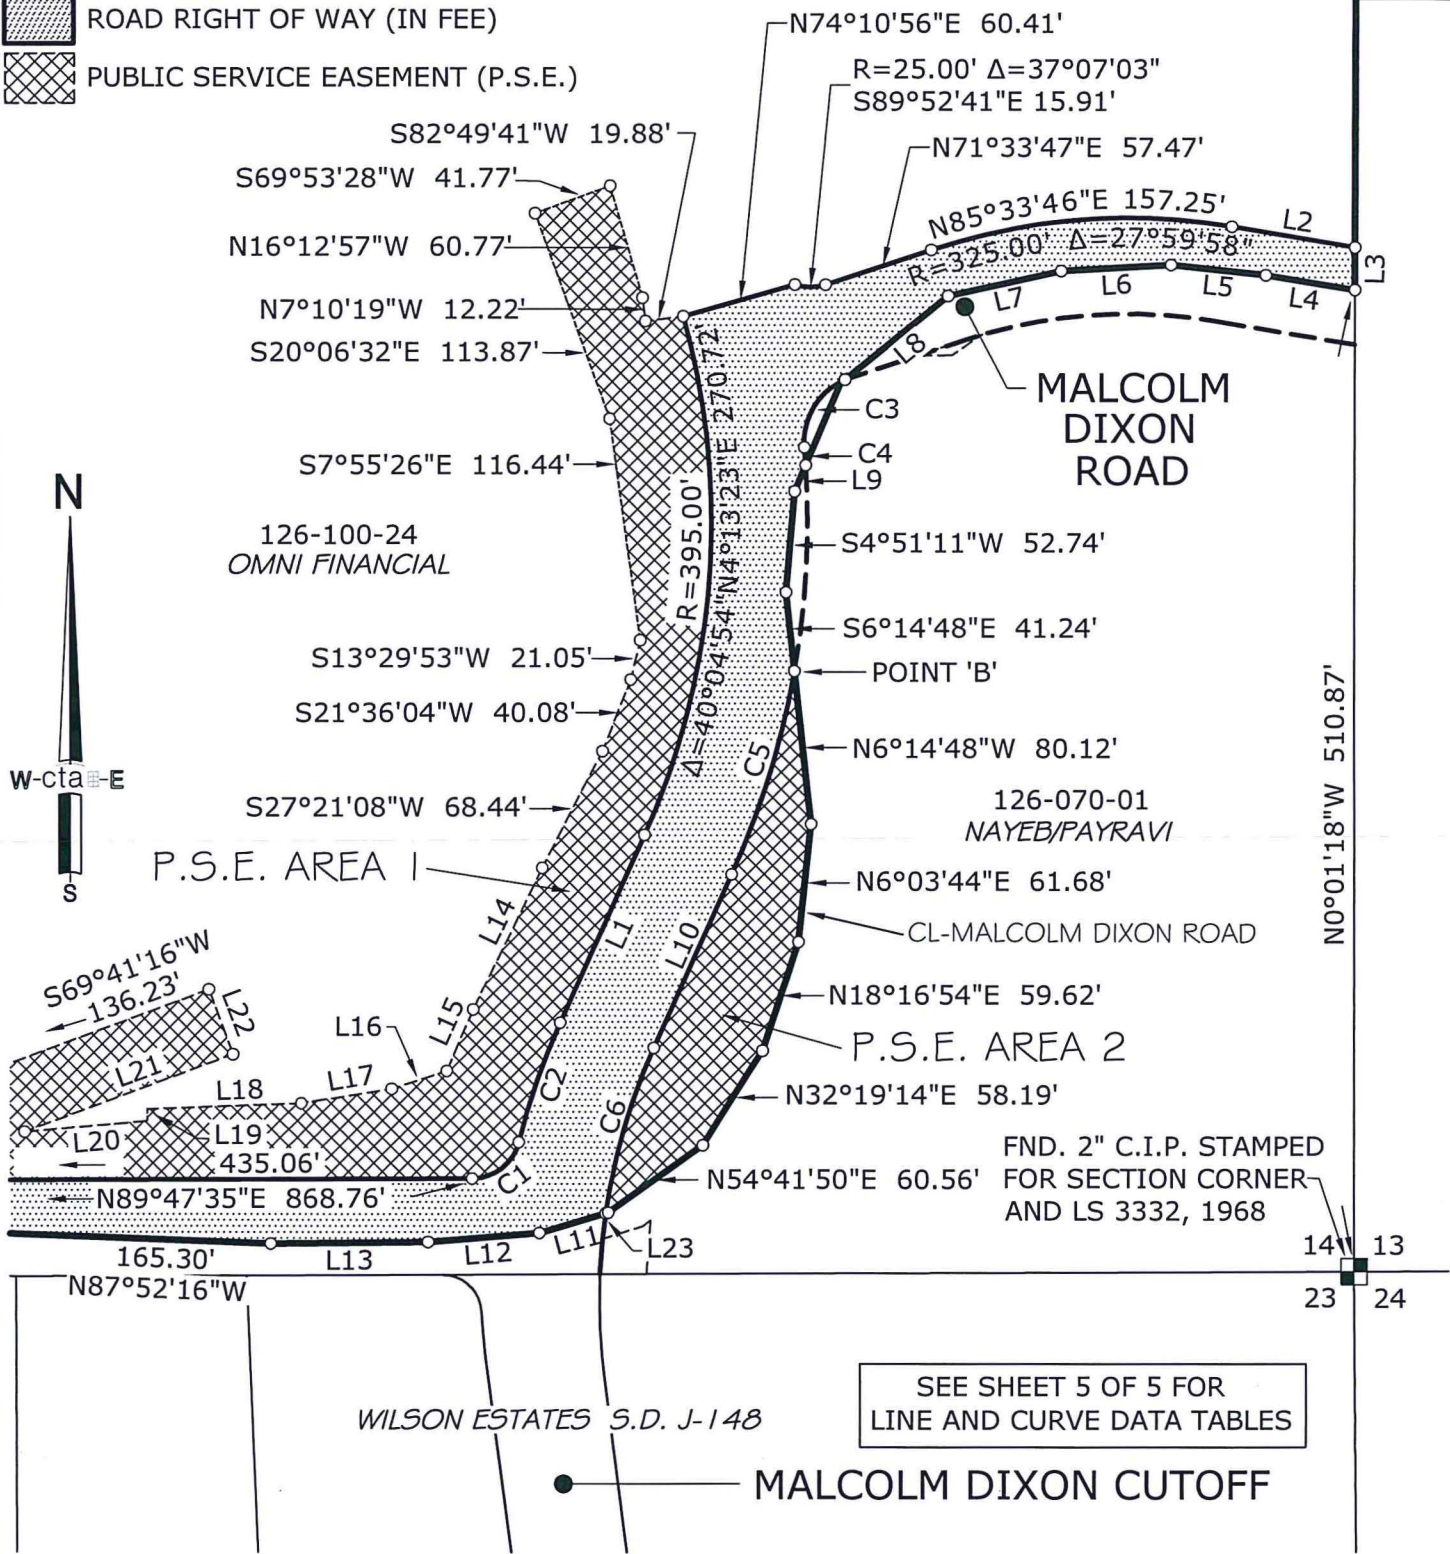 ROAD RIGHT OF WAY (IN FEE)
PUBLIC SERVICE EASEMENT (P.S.E.)
N74°10'56"E 60.41'
R=25.00' Δ=37°07'03"
S89°52'41"E 15.91'
S82°49'41"W 19.88'
N71°33'47"E 57.47'
S69°53'28"W 41.77'
N85°33'46"E 157.25'
R=325.00' Δ=27°59'58"
L2
L3
N16°12'57"W 60.77'
L7
L6
L5
L4
N7°10'19"W 12.22'
S20°06'32"E 113.87'
L8
MALCOLM
DIXON
ROAD
C3
C4
L9
S7°55'26"E 116.44'
N
126-100-24
OMNI FINANCIAL
R=395.00'
Δ=40°04'54"
N4°13'23"E 270.72'
S4°51'11"W 52.74'
S6°14'48"E 41.24'
S13°29'53"W 21.05'
POINT 'B'
S21°36'04"W 40.08'
W-cta-E
S
C5
N6°14'48"W 80.12'
N0°01'18"W 510.87'
S27°21'08"W 68.44'
126-070-01
NAYEB/PAYRAVI
P.S.E. AREA 1
N6°03'44"E 61.68'
L14
L1
L10
CL-MALCOLM DIXON ROAD
S69°41'16"W
136.23'
L22
N18°16'54"E 59.62'
L16
L15
P.S.E. AREA 2
L21
L18
L17
C2
C6
N32°19'14"E 58.19'
L20
L19
435.06'
C1
N89°47'35"E 868.76'
N54°41'50"E 60.56'
FND. 2" C.I.P. STAMPED
FOR SECTION CORNER
AND LS 3332, 1968
165.30'
N87°52'16"W
L13
L12
L11
L23
14
13
23
24
SEE SHEET 5 OF 5 FOR
LINE AND CURVE DATA TABLES
WILSON ESTATES S.D. J-148
MALCOLM DIXON CUTOFF